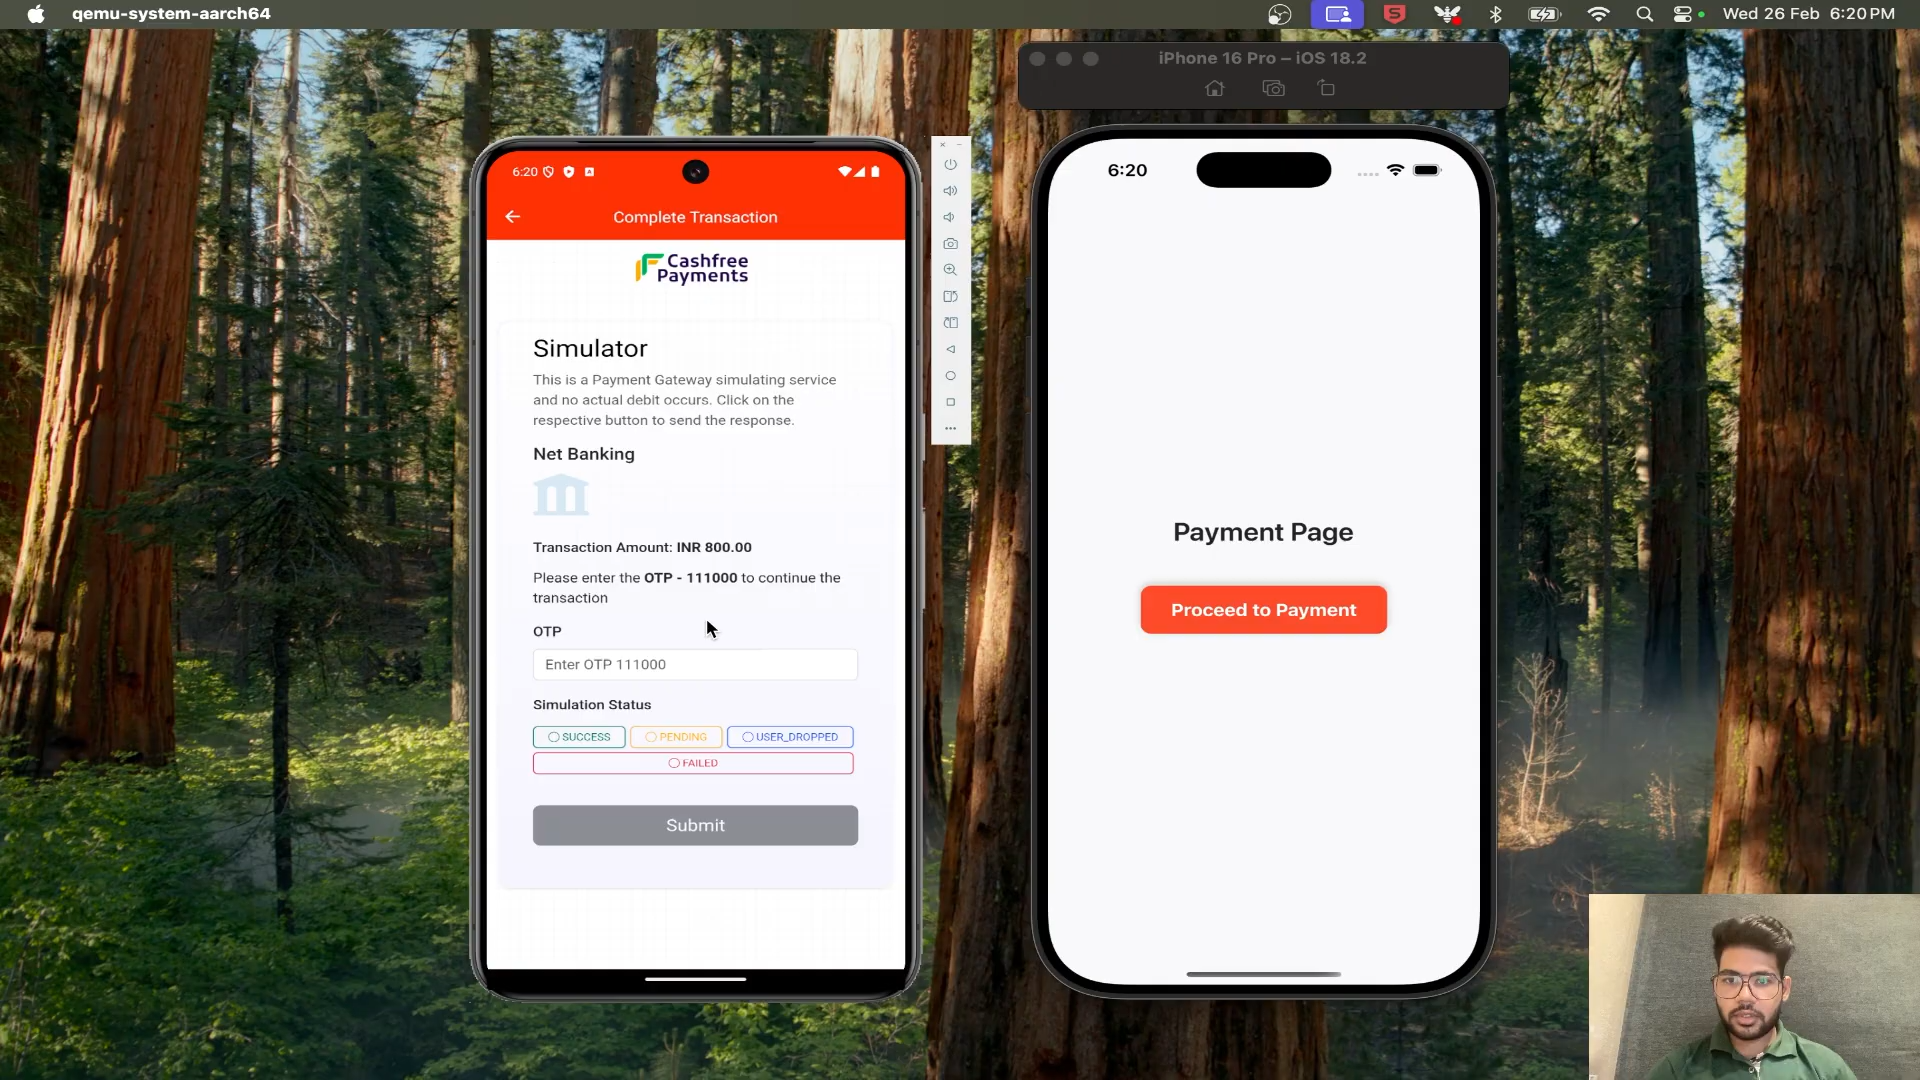 qemu-system-aarch64
Wed 26 Feb 6:20 PM
iPhone 16 Pro – iOS 18.2
6:20
Complete Transaction
Cashfree
Payments
Simulator
This is a Payment Gateway simulating service
and no actual debit occurs. Click on the
respective button to send the response.
Net Banking
Transaction Amount: INR 800.00
Please enter the OTP - 111000 to continue the
transaction
OTP
Enter OTP 111000
Simulation Status
SUCCESS
PENDING
USER_DROPPED
FAILED
Submit
6:20
Payment Page
Proceed to Payment